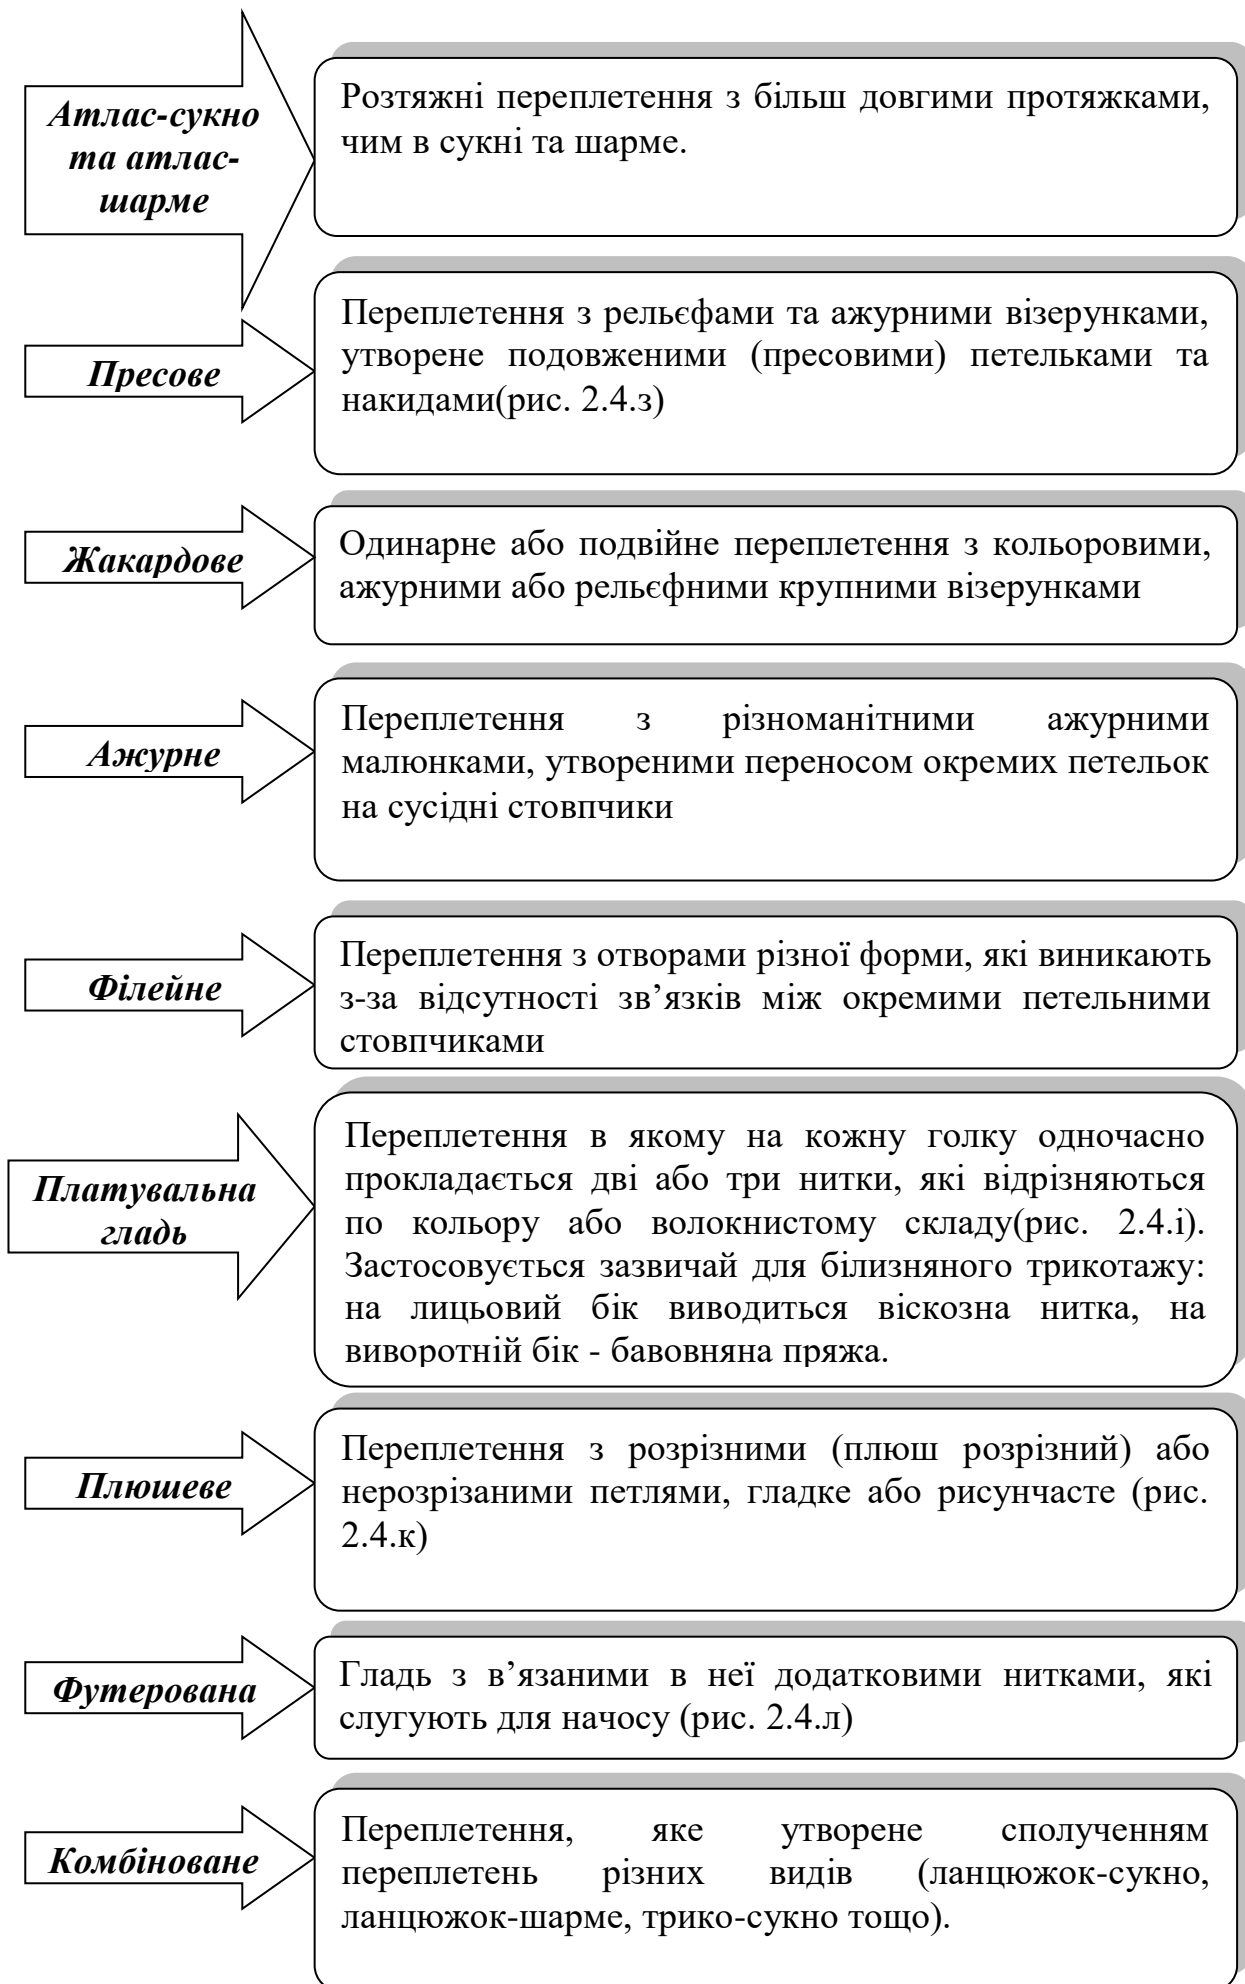 Атлас-сукно
та атлас-
шарме
Розтяжні переплетення з більш довгими протяжками,
чим в сукні та шарме.
Пресове
Переплетення з рельєфами та ажурними візерунками,
утворене подовженими (пресовими) петельками та
накидами(рис. 2.4.з)
Жакардове
Одинарне або подвійне переплетення з кольоровими,
ажурними або рельєфними крупними візерунками
Ажурне
Переплетення з різноманітними ажурними
малюнками, утвореними переносом окремих петельок
на сусідні стовпчики
Філейне
Переплетення з отворами різної форми, які виникають
з-за відсутності зв’язків між окремими петельними
стовпчиками
Платувальна
гладь
Переплетення в якому на кожну голку одночасно
прокладається дві або три нитки, які відрізняються
по кольору або волокнистому складу(рис. 2.4.і).
Застосовується зазвичай для білизняного трикотажу:
на лицьовий бік виводиться віскозна нитка, на
виворотній бік - бавовняна пряжа.
Плюшеве
Переплетення з розрізними (плюш розрізний) або
нерозрізаними петлями, гладке або рисунчасте (рис.
2.4.к)
Футерована
Гладь з в’язаними в неї додатковими нитками, які
слугують для начосу (рис. 2.4.л)
Комбіноване
Переплетення, яке утворене сполученням
переплетень різних видів (ланцюжок-сукно,
ланцюжок-шарме, трико-сукно тощо).